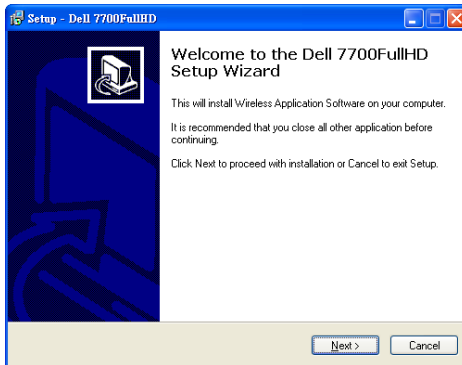 Setup - Dell 7700FullHD
Welcome to the Dell 7700FullHD
Setup Wizard
This will install Wireless Application Software on your computer.
It is recommended that you close all other application before
continuing.
Click Next to proceed with installation or Cancel to exit Setup.
Next >
Cancel